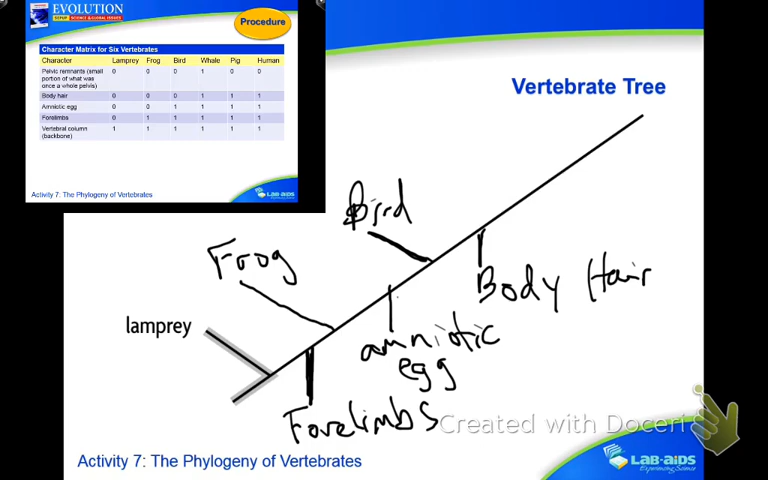 EVOLUTION
SEPUP SCIENCE & GLOBAL ISSUES
Procedure
Character Matrix for Six Vertebrates
Character Lamprey Frog Bird Whale Pig Human
Pelvic remnants (small 0 0 0 1 0 0
portion of what was
once a whole pelvis)
Body hair 0 0 0 1 1 1
Amniotic egg 0 0 1 1 1 1
Forelimbs 0 1 1 1 1 1
Vertebral column 1 1 1 1 1 1
(backbone)
Activity 7: The Phylogeny of Vertebrates
LAB-AIDS
Vertebrate Tree
Bird
Frog
Body Hair
lamprey
amniotic
egg
Forelimbs
Created with Doceri
Activity 7: The Phylogeny of Vertebrates
LAB-AIDS
Experiencing Science